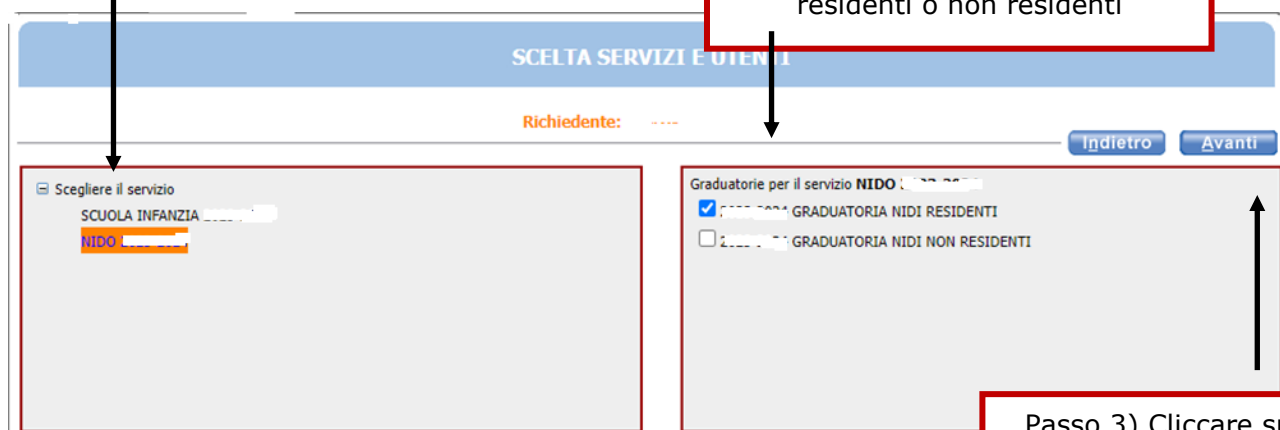 residenti o non residenti
SCELTA SERVIZI E UTENTI
Richiedente:
Indietro
Avanti
Scegliere il servizio
SCUOLA INFANZIA
NIDO
Graduatorie per il servizio NIDO
GRADUATORIA NIDI RESIDENTI
GRADUATORIA NIDI NON RESIDENTI
Passo 3) Cliccare